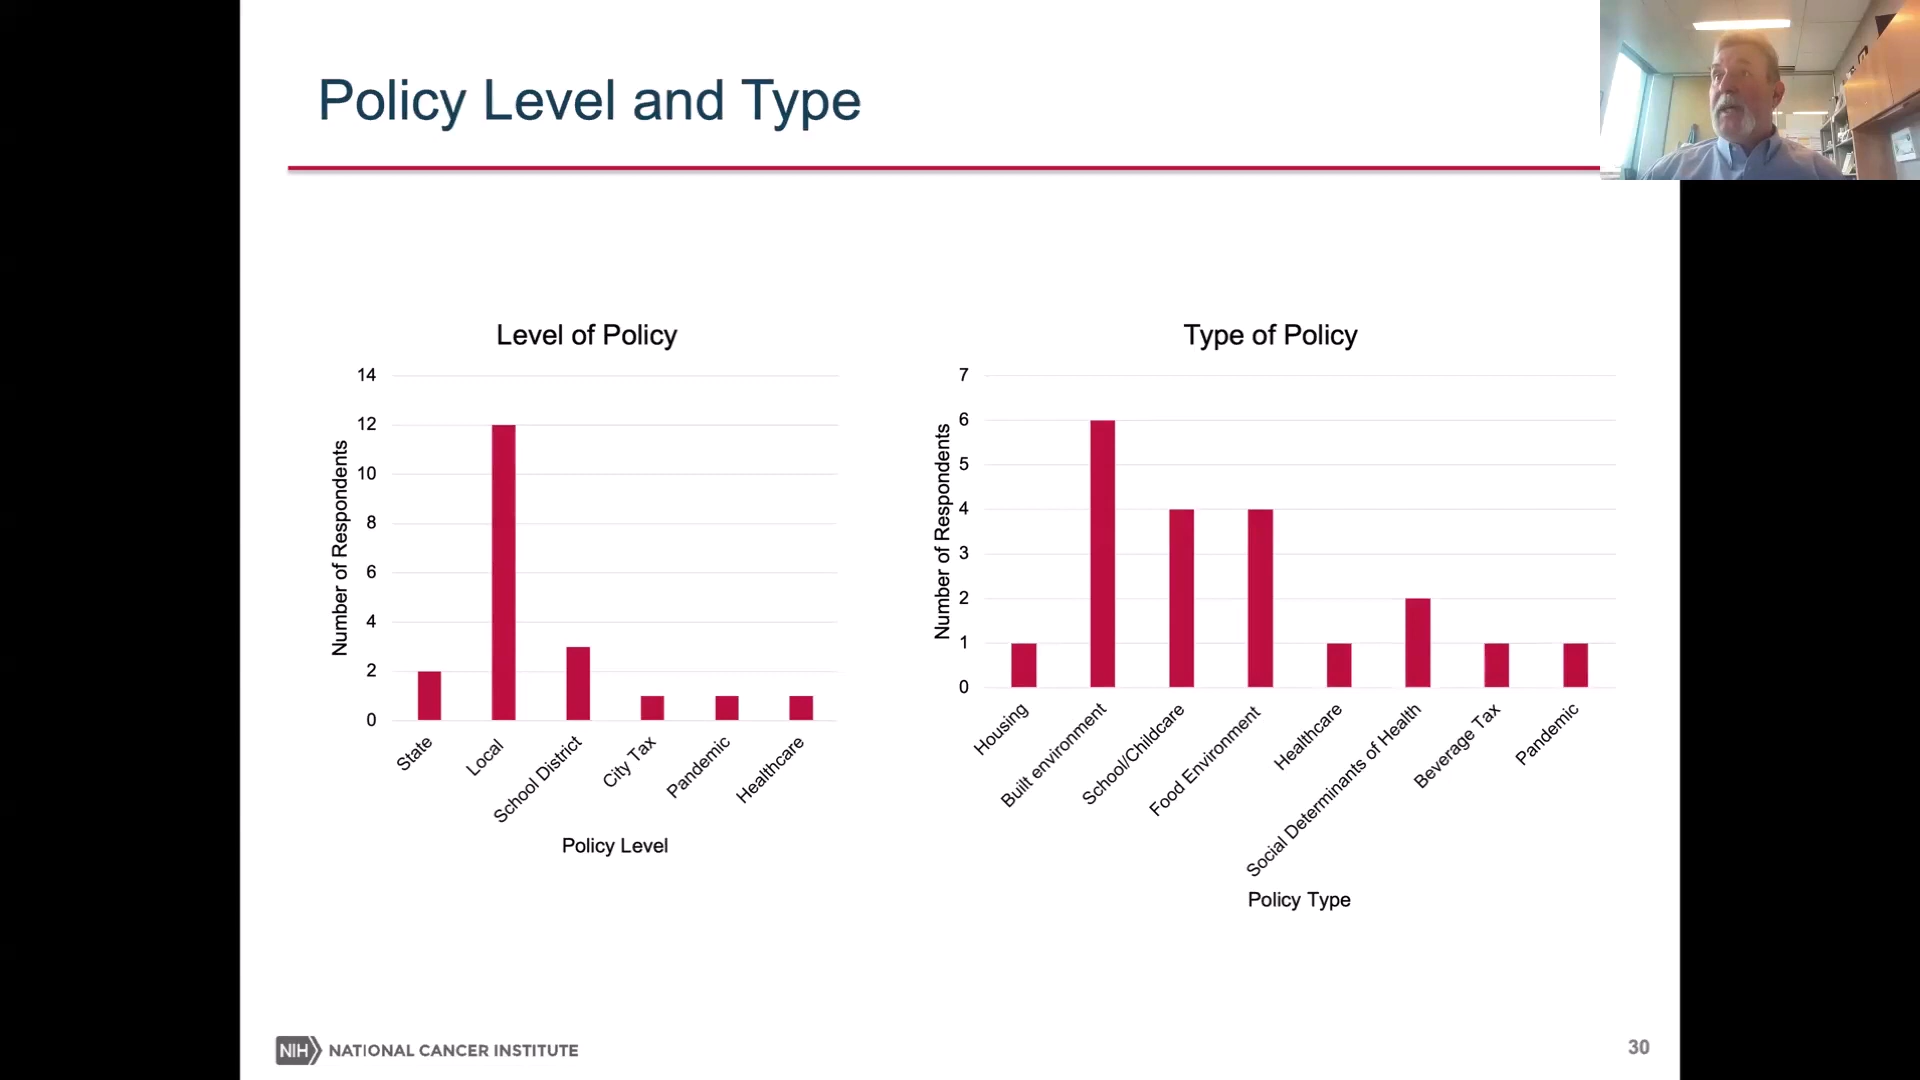 Policy Level and Type
Level of Policy
14
12
10
8
6
4
2
0
Number of Respondents
State
Local
School District
City Tax
Pandemic
Healthcare
Policy Level
Type of Policy
7
6
5
4
3
2
1
0
Number of Respondents
Housing
Built environment
School/Childcare
Food Environment
Healthcare
Social Determinants of Health
Beverage Tax
Pandemic
Policy Type
NIH NATIONAL CANCER INSTITUTE
30